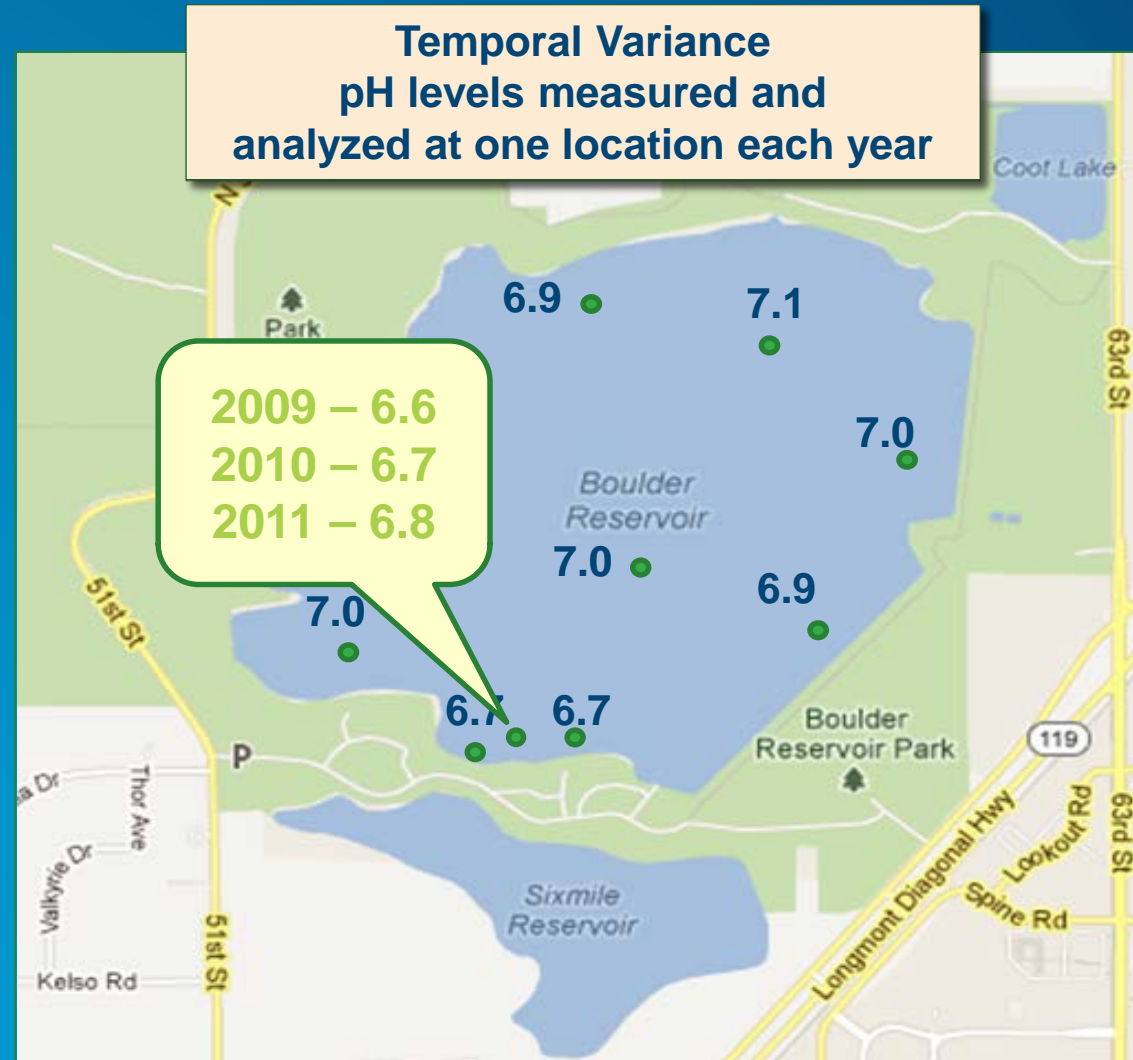 Temporal Variance
pH levels measured and
analyzed at one location each year
Coot Lake
N
Park
6.9
7.1
63rd St
2009 – 6.6
2010 – 6.7
2011 – 6.8
7.0
Boulder
Reservoir
7.0
6.9
51st St
7.0
6.7
6.7
Boulder
Reservoir Park
119
P
a Dr
Thor Ave
Valkyrie Dr
Lookout Rd
63rd St
Longmont Diagonal Hwy
Spine Rd
Sixmile
Reservoir
51st St
Kelso Rd